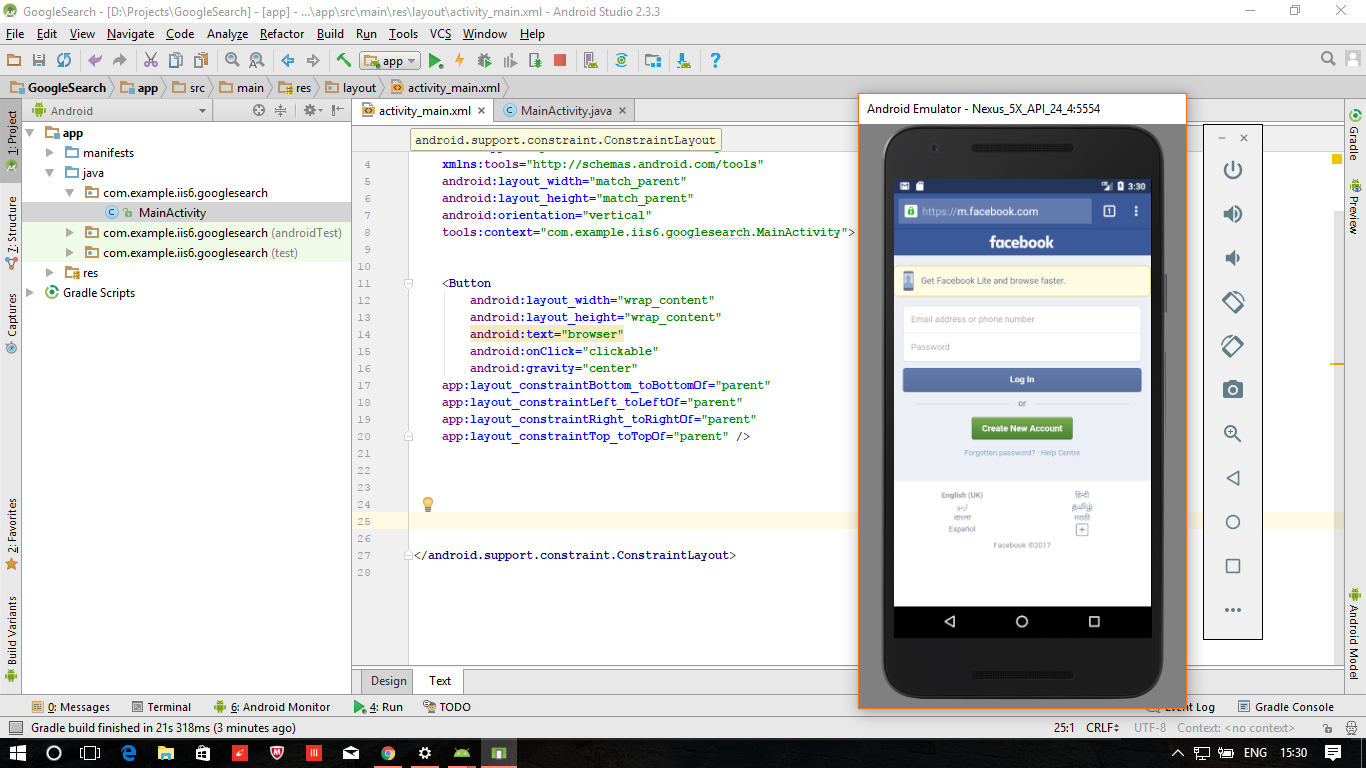 GoogleSearch - [D:\Projects\GoogleSearch] - [app] - ...\app\src\main\res\layout\activity_main.xml - Android Studio 2.3.3
File Edit View Navigate Code Analyze Refactor Build Run Tools VCS Window Help
app
GoogleSearch app src main res layout activity_main.xml
Android
activity_main.xml MainActivity.java
1: Project
7: Structure
Captures
2: Favorites
Build Variants
app
manifests
java
com.example.iis6.googlesearch
MainActivity
com.example.iis6.googlesearch (androidTest)
com.example.iis6.googlesearch (test)
res
Gradle Scripts
android.support.constraint.ConstraintLayout
4 xmlns:tools="http://schemas.android.com/tools"
5 android:layout_width="match_parent"
6 android:layout_height="match_parent"
7 android:orientation="vertical"
8 tools:context="com.example.iis6.googlesearch.MainActivity">
9
10
11 <Button
12 android:layout_width="wrap_content"
13 android:layout_height="wrap_content"
14 android:text="browser"
15 android:onClick="clickable"
16 android:gravity="center"
17 app:layout_constraintBottom_toBottomOf="parent"
18 app:layout_constraintLeft_toLeftOf="parent"
19 app:layout_constraintRight_toRightOf="parent"
20 app:layout_constraintTop_toTopOf="parent" />
21
22
23
24
25
26
27 </android.support.constraint.ConstraintLayout>
28
Design Text
Android Emulator - Nexus_5X_API_24_4:5554
3:30
https://m.facebook.com 1
facebook
Get Facebook Lite and browse faster.
Email address or phone number
Password
Log In
or
Create New Account
Forgotten password? · Help Centre
English (UK) हिन्दी
اردو தமிழ்
বাংলা मराठी
Español
Facebook ©2017
Gradle
Preview
Android Model
0: Messages Terminal 6: Android Monitor 4: Run TODO Event Log Gradle Console
Gradle build finished in 21s 318ms (3 minutes ago) 25:1 CRLF UTF-8 Context: <no context>
ENG 15:30